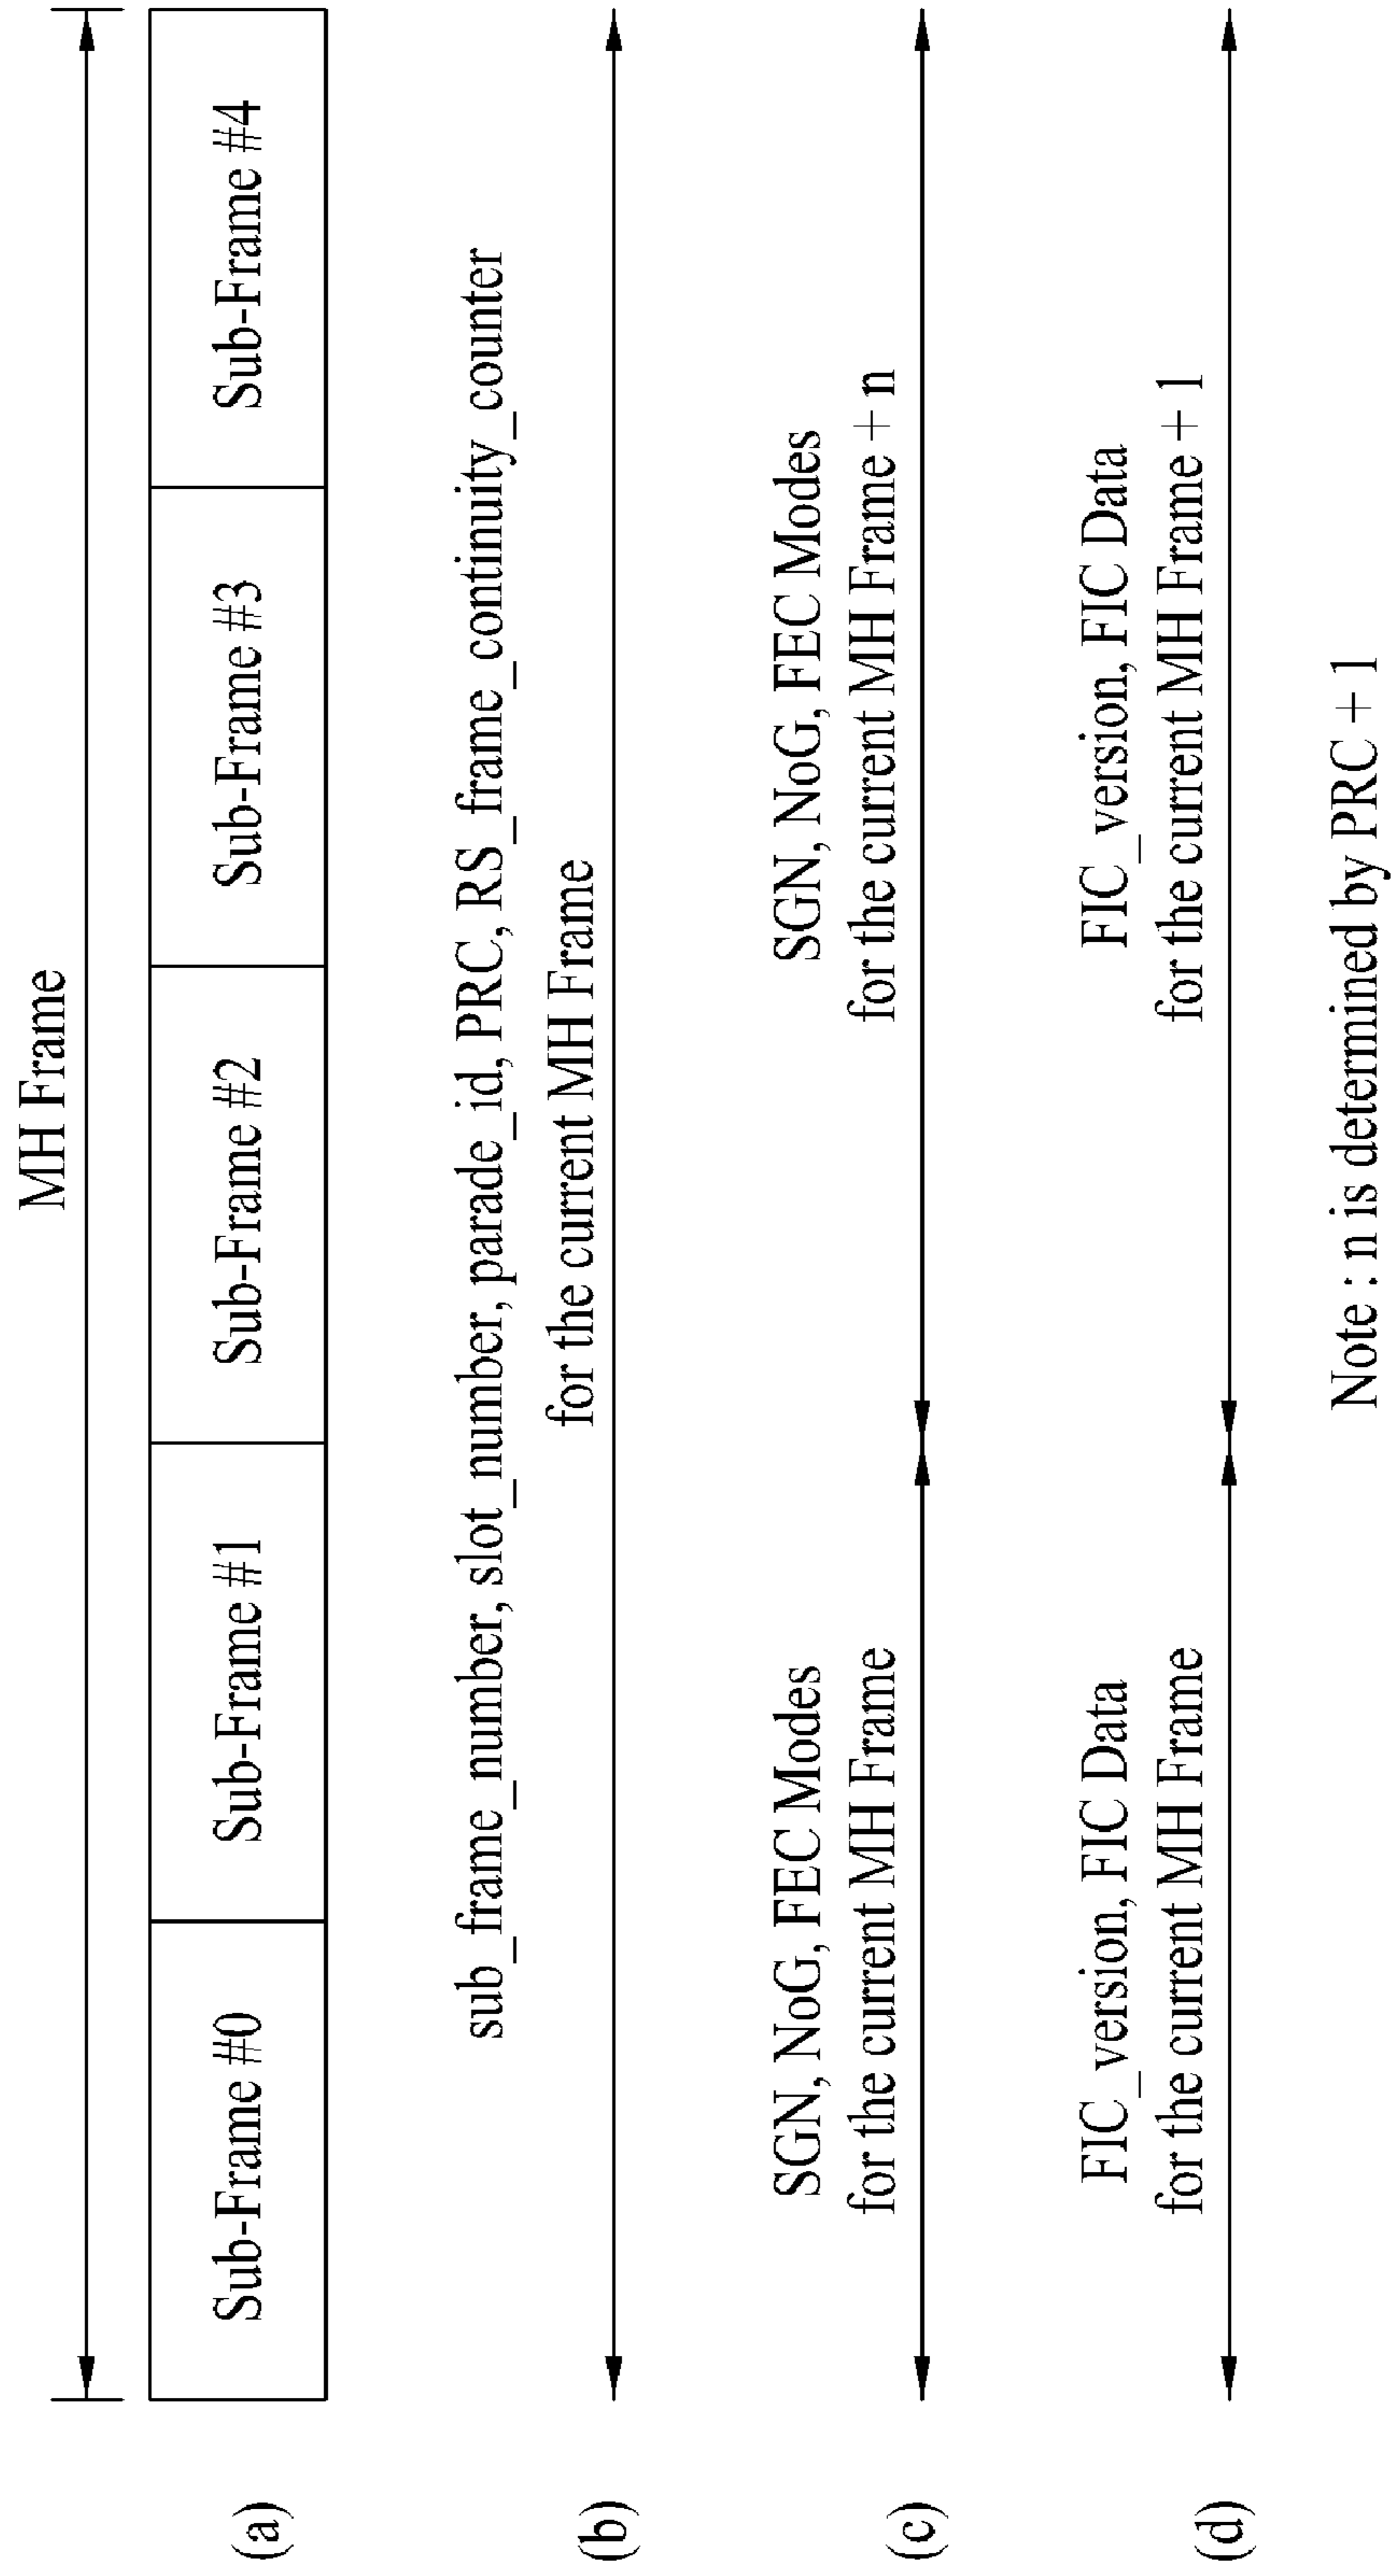 MH Frame
(a)
Sub-Frame #0
Sub-Frame #1
Sub-Frame #2
Sub-Frame #3
Sub-Frame #4
sub_frame_number, slot_number, parade_id, PRC, RS_frame_continuity_counter
for the current MH Frame
(b)
SGN, NoG, FEC Modes
for the current MH Frame
SGN, NoG, FEC Modes
for the current MH Frame + n
(c)
FIC_version, FIC Data
for the current MH Frame
FIC_version, FIC Data
for the current MH Frame + 1
(d)
Note : n is determined by PRC + 1